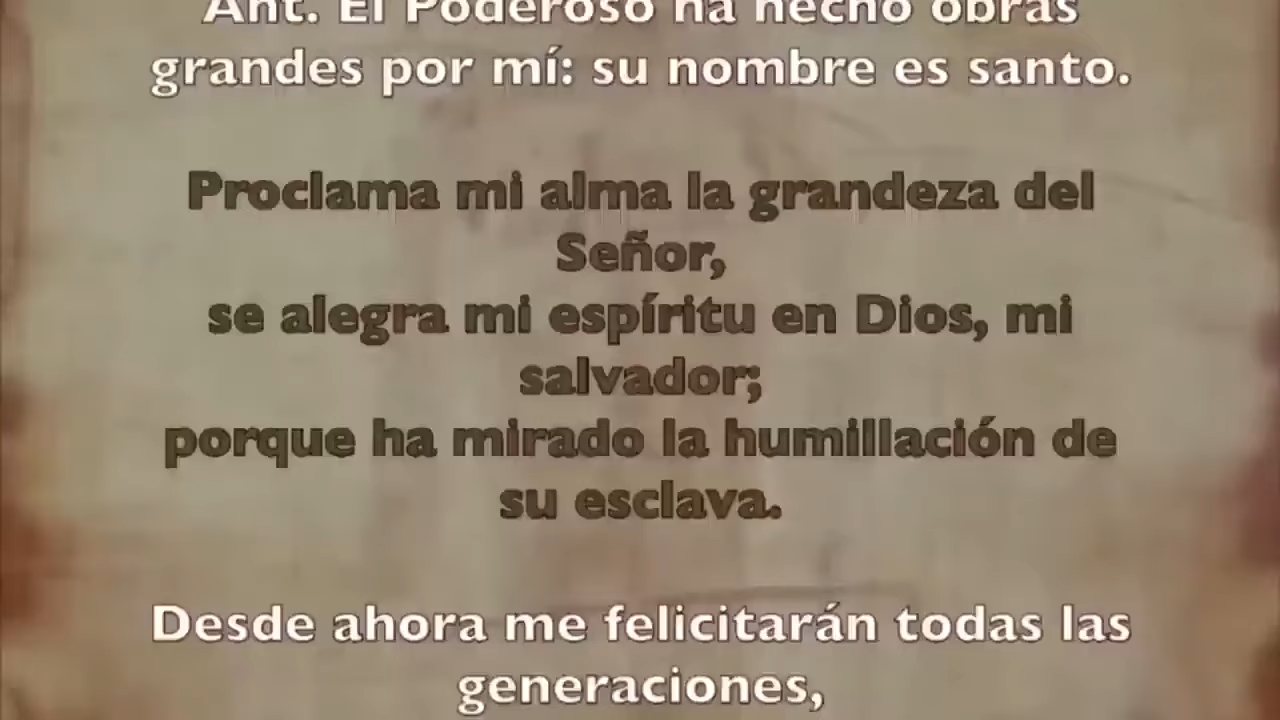 Ant. El Poderoso ha hecho obras
grandes por mí: su nombre es santo.
Proclama mi alma la grandeza del
Señor,
se alegra mi espíritu en Dios, mi
salvador;
porque ha mirado la humillación de
su esclava.
Desde ahora me felicitarán todas las
generaciones,